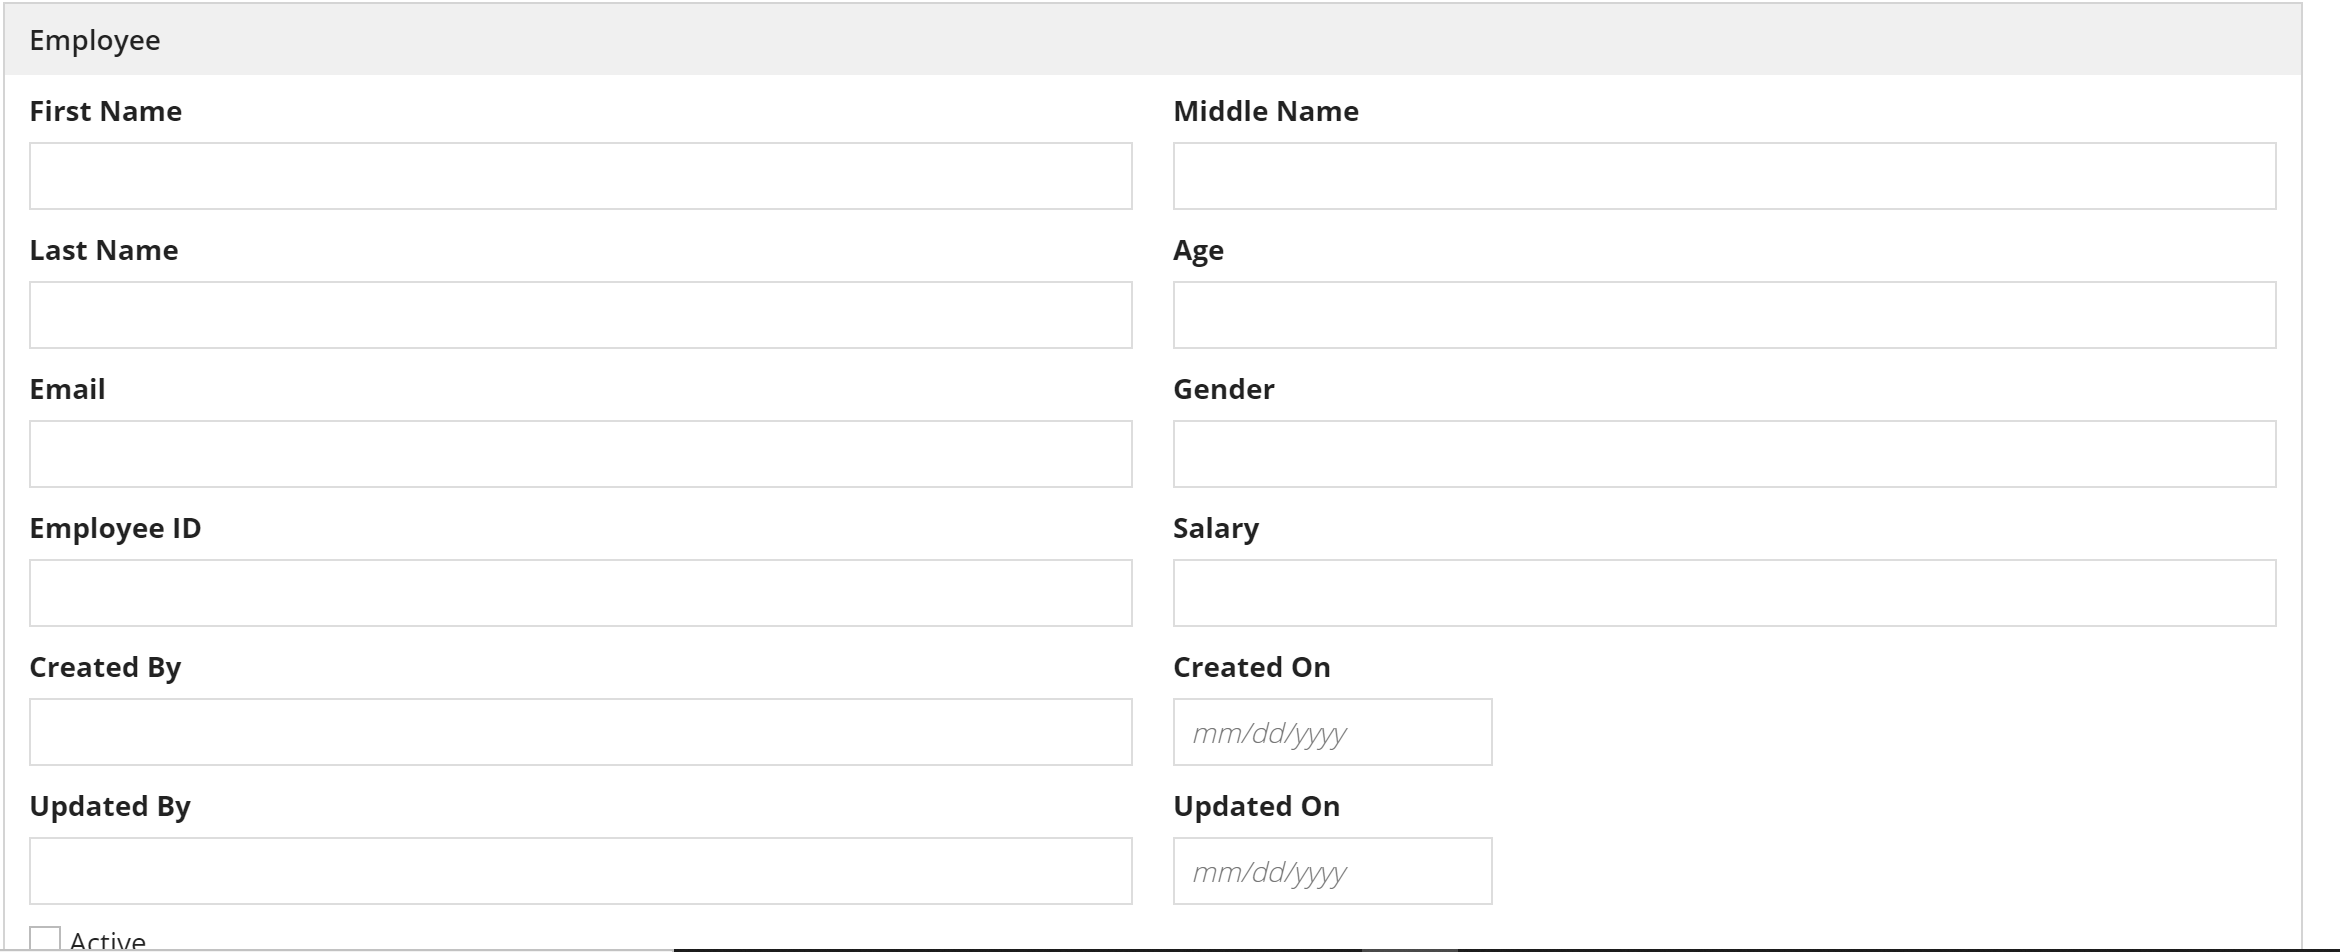 Employee
First Name
Middle Name
Last Name
Age
Email
Gender
Employee ID
Salary
Created By
Created On
mm/dd/yyyy
Updated By
Updated On
mm/dd/yyyy
Active